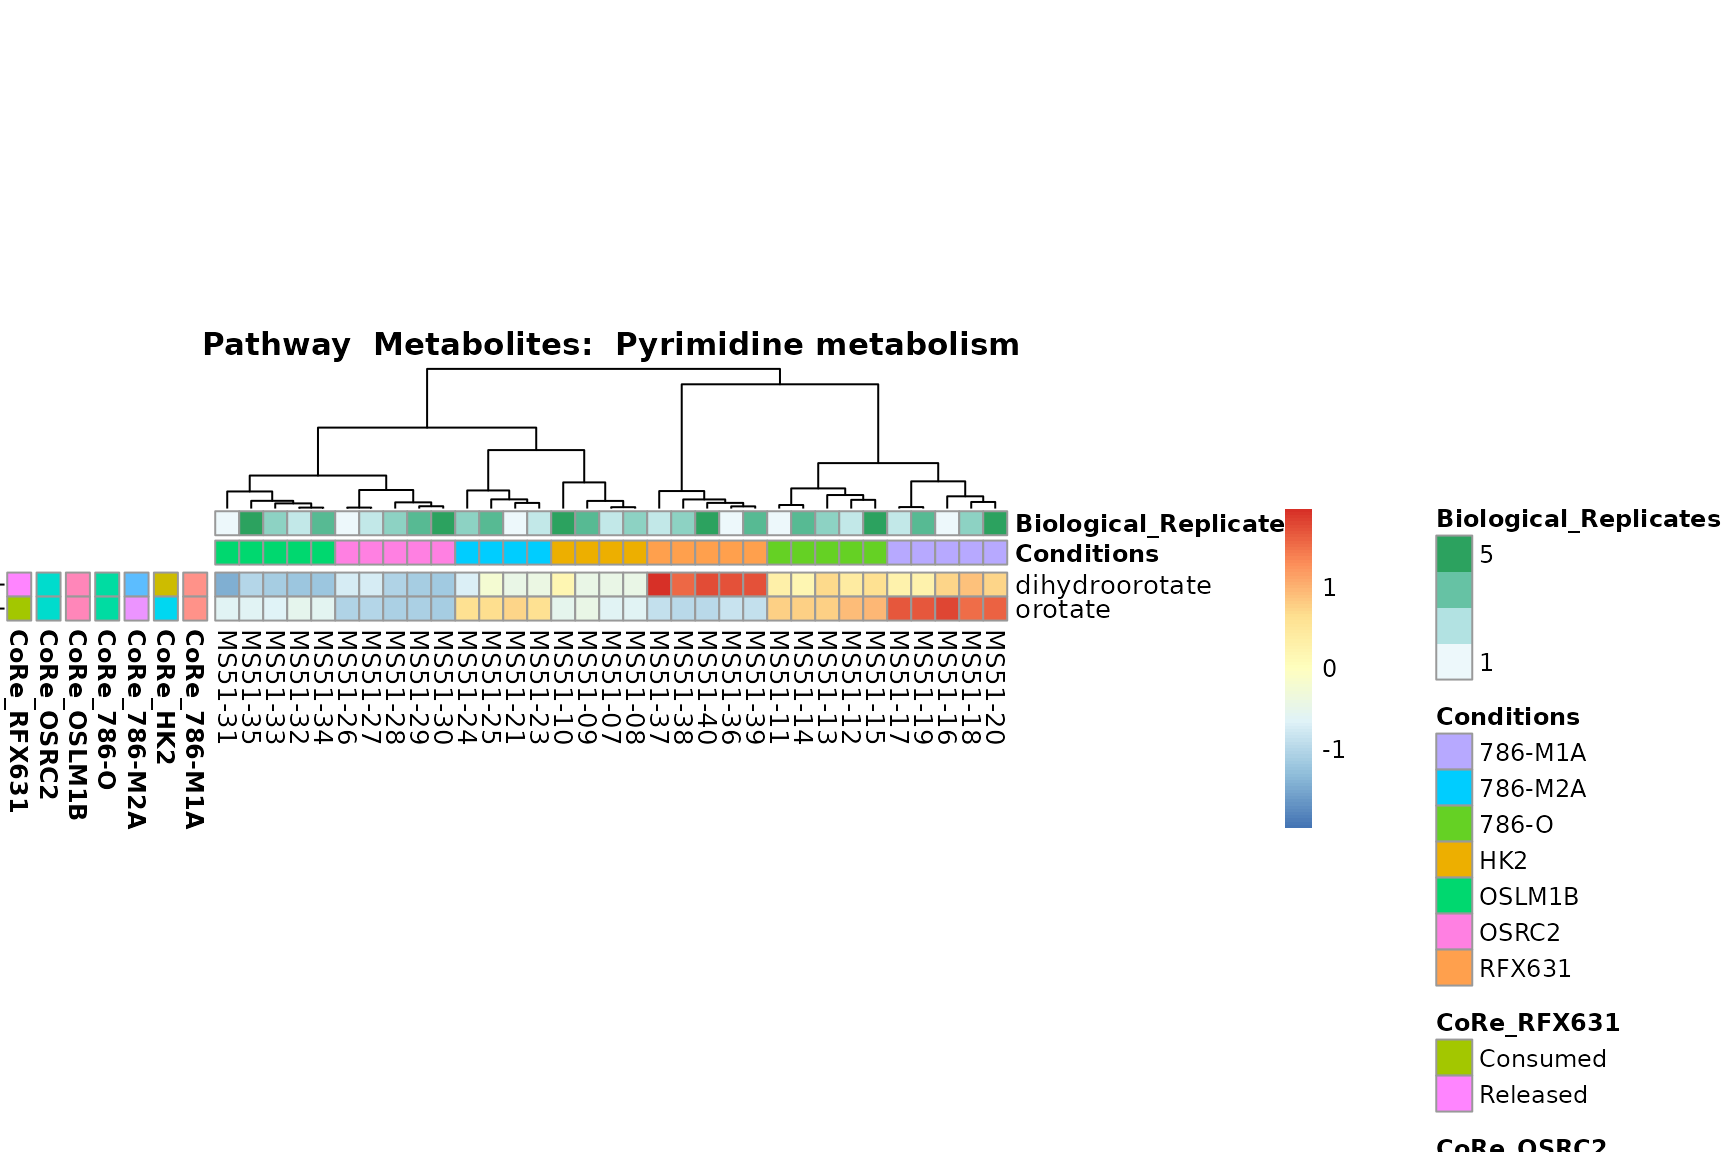 Pathway  Metabolites:  Pyrimidine metabolism
Biological_Replicate
Conditions
dihydroorotate
orotate
CoRe_RFX631
CoRe_OSRC2
CoRe_OSLM1B
CoRe_786-O
CoRe_786-M2A
CoRe_HK2
CoRe_786-M1A
MS51-31
MS51-35
MS51-33
MS51-32
MS51-34
MS51-26
MS51-27
MS51-28
MS51-29
MS51-30
MS51-24
MS51-25
MS51-21
MS51-23
MS51-10
MS51-09
MS51-07
MS51-08
MS51-37
MS51-38
MS51-40
MS51-36
MS51-39
MS51-11
MS51-14
MS51-13
MS51-12
MS51-15
MS51-17
MS51-19
MS51-16
MS51-18
MS51-20
1
0
-1
Biological_Replicates
5
1
Conditions
786-M1A
786-M2A
786-O
HK2
OSLM1B
OSRC2
RFX631
CoRe_RFX631
Consumed
Released
CoRe_OSRC2